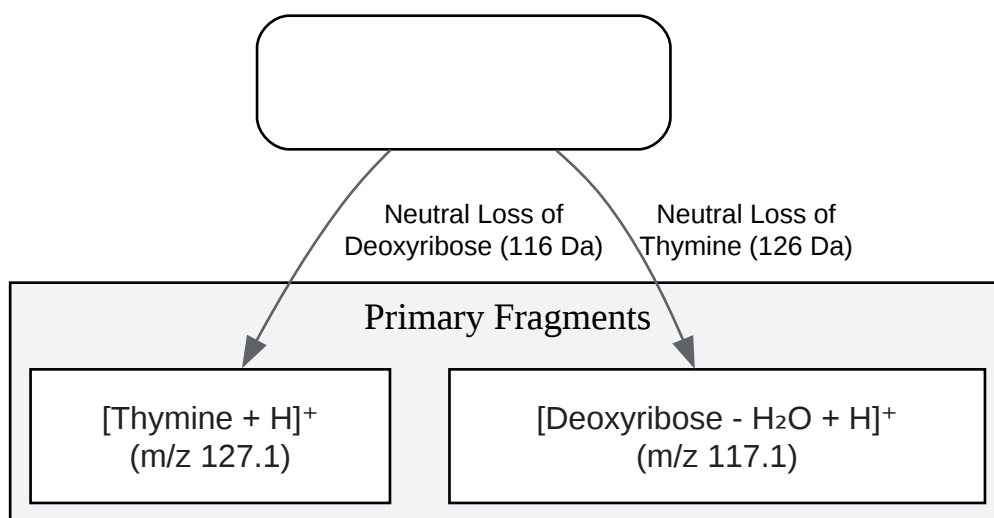 Neutral Loss of
Deoxyribose (116 Da)
Neutral Loss of
Thymine (126 Da)
Primary Fragments
[Thymine + H]⁺
(m/z 127.1)
[Deoxyribose - H₂O + H]⁺
(m/z 117.1)